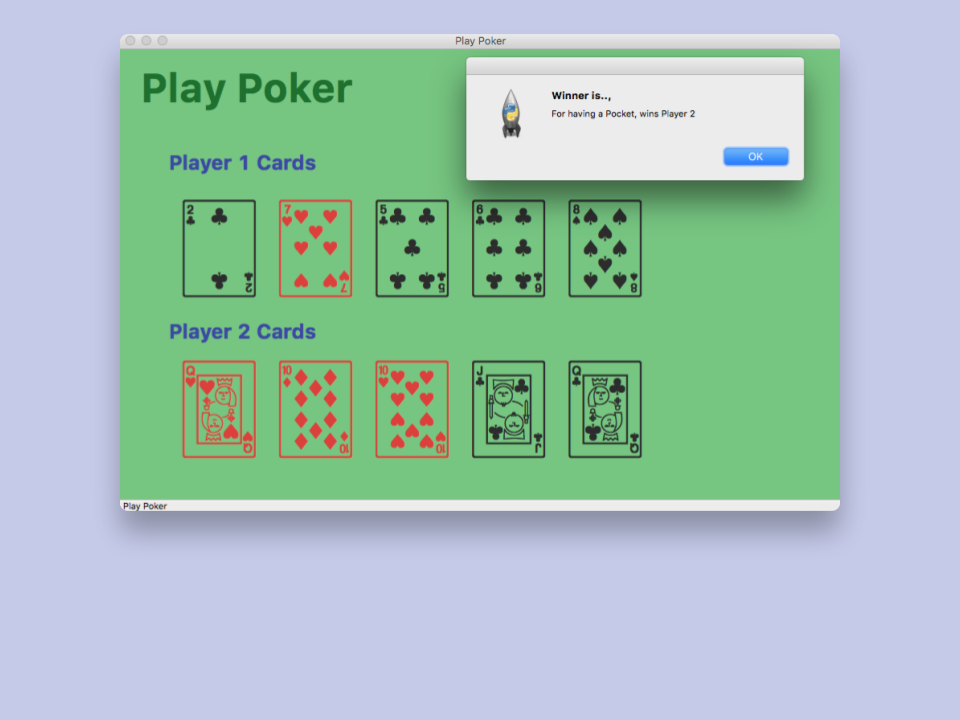 Play Poker
Play Poker
Winner is..,
For having a Pocket, wins Player 2
OK
Player 1 Cards
2 7 5 6 8
2 7 5 6 8
Player 2 Cards
Q 10 10 J Q
Q 10 10 J Q
Play Poker